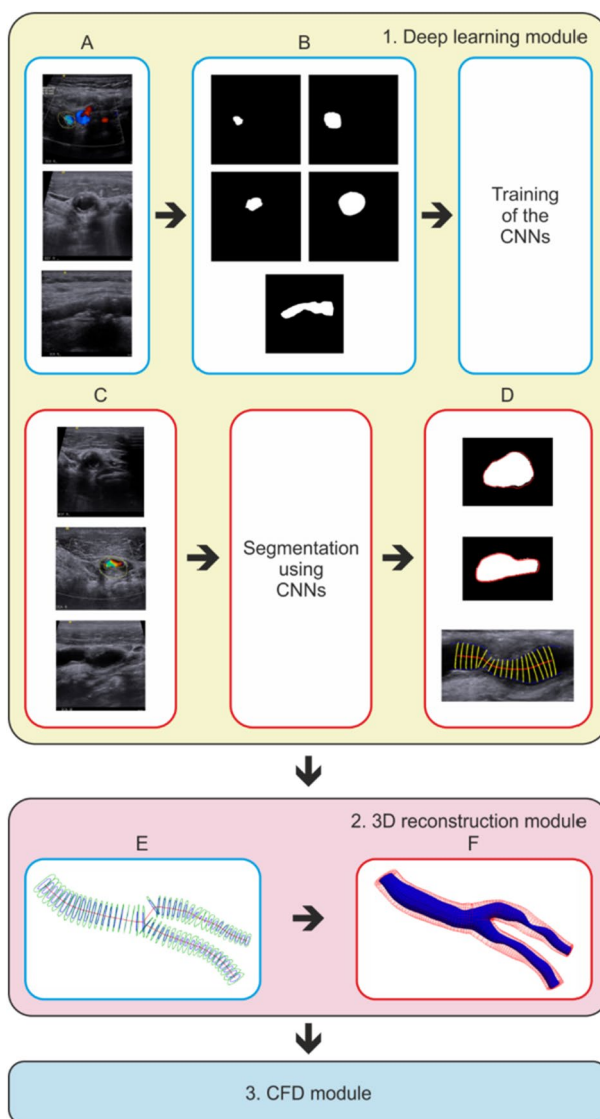 1. Deep learning module
A
B
Training
of the
CNNs
C
D
Segmentation
using
CNNs
2. 3D reconstruction module
E
F
3. CFD module